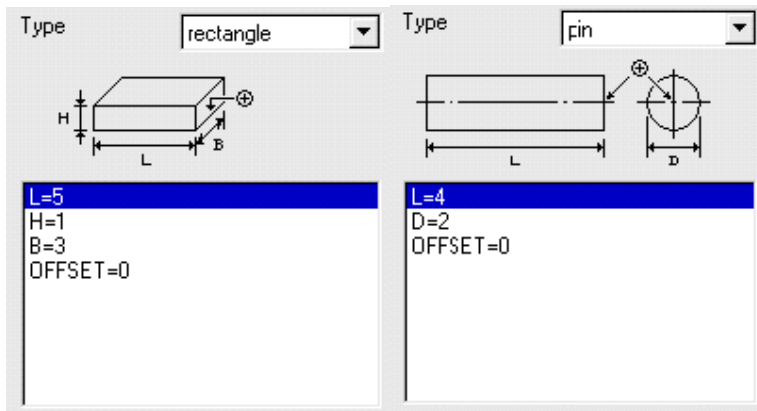 Type
rectangle
H
B
L
L=5
H=1
B=3
OFFSET=0
Type
pin
L
D
L=4
D=2
OFFSET=0